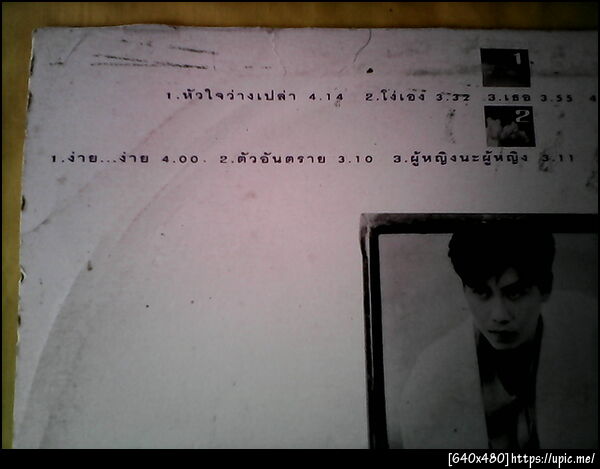 1
1.หัวใจว่างเปล่า 4.14 2.โง่เอง 3.32 3.เธอ 3.55 4
2
1.ง่าย...ง่าย 4.00 2.ตัวอันตราย 3.10 3.ผู้หญิงนะผู้หญิง 3.11
[640x480]https://upic.me/